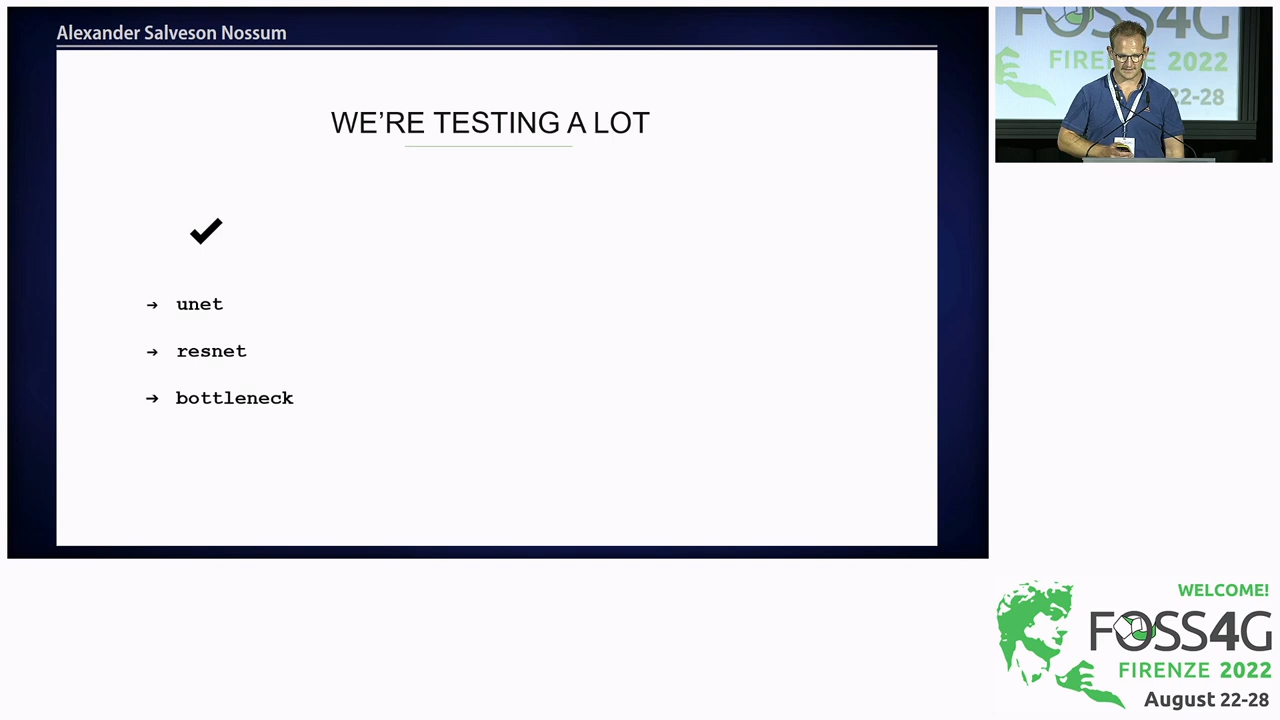 Alexander Salveson Nossum
WE'RE TESTING A LOT
✔
➔ unet
➔ resnet
➔ bottleneck
FOSS4G
FIRENZE 2022
22-28
WELCOME!
FOSS4G
FIRENZE 2022
August 22-28